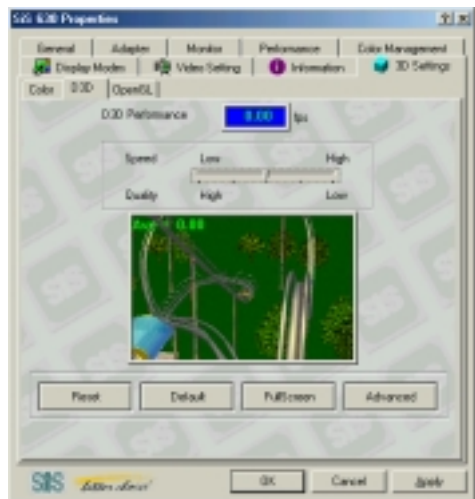 SiS 630 Properties
General Adapter Monitor Performance Color Management
Display Modes Video Setting Information 3D Settings
Color D3D OpenGL
D3D Performance 0.00 fps
Speed Low High
Quality High Low
0.00
Reset Default FullScreen Advanced
SiS
OK Cancel Apply